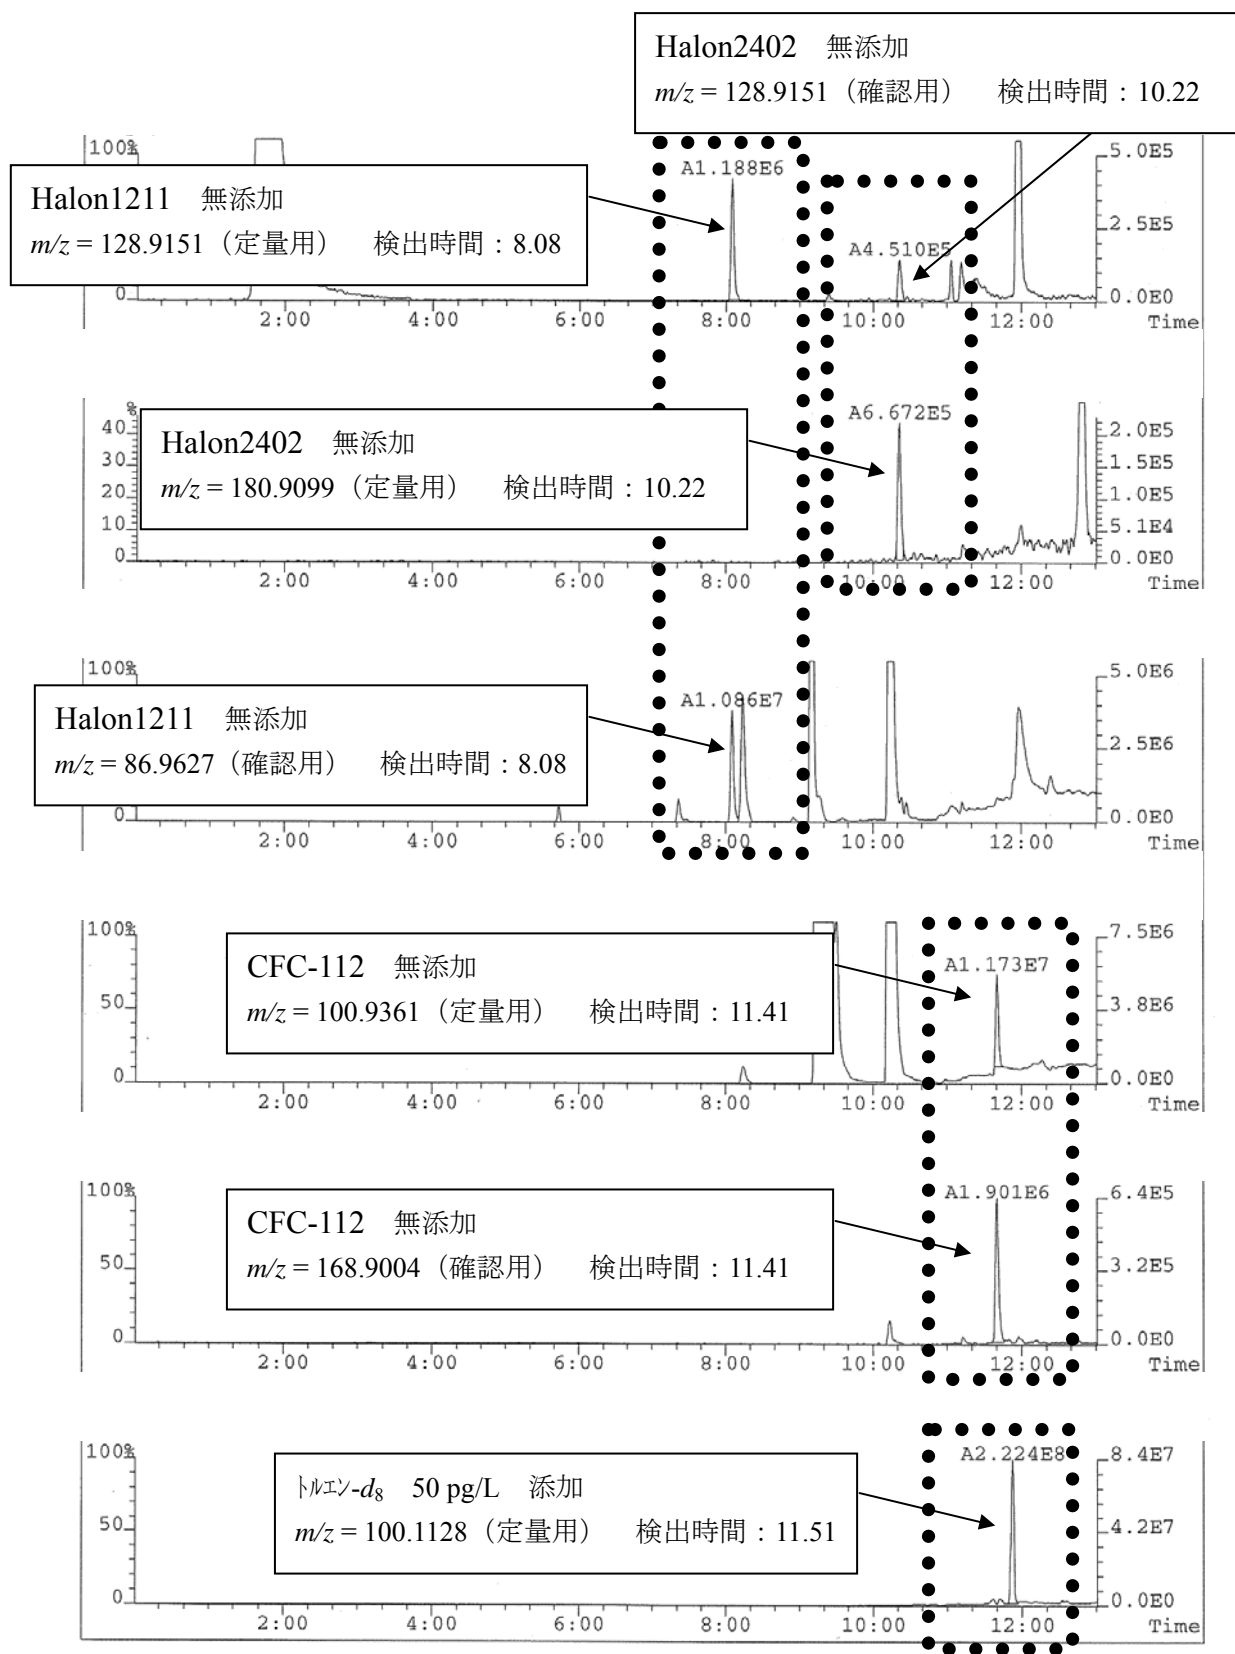 Halon2402　無添加
m/z = 128.9151（確認用）　検出時間：10.22
100%
A1.188E6
5.0E5
Halon1211　無添加
m/z = 128.9151（定量用）　検出時間：8.08
2.5E5
A4.510E5
0
0.0E0
2:00 4:00 6:00 8:00 10:00 12:00 Time
%
A6.672E5
40
2.0E5
Halon2402　無添加
m/z = 180.9099（定量用）　検出時間：10.22
30
1.5E5
20
1.0E5
10
5.1E4
0
0.0E0
2:00 4:00 6:00 8:00 10:00 12:00 Time
100%
5.0E6
A1.086E7
Halon1211　無添加
m/z = 86.9627（確認用）　検出時間：8.08
2.5E6
0
0.0E0
2:00 4:00 6:00 8:00 10:00 12:00 Time
100%
7.5E6
CFC-112　無添加
m/z = 100.9361（定量用）　検出時間：11.41
A1.173E7
50
3.8E6
0
0.0E0
2:00 4:00 6:00 8:00 10:00 12:00 Time
100%
A1.901E6
6.4E5
CFC-112　無添加
m/z = 168.9004（確認用）　検出時間：11.41
50
3.2E5
0
0.0E0
2:00 4:00 6:00 8:00 10:00 12:00 Time
100%
A2.224E8
8.4E7
ﾄﾙｴﾝ-d8　50 pg/L　添加
m/z = 100.1128（定量用）　検出時間：11.51
50
4.2E7
0
0.0E0
2:00 4:00 6:00 8:00 10:00 12:00 Time